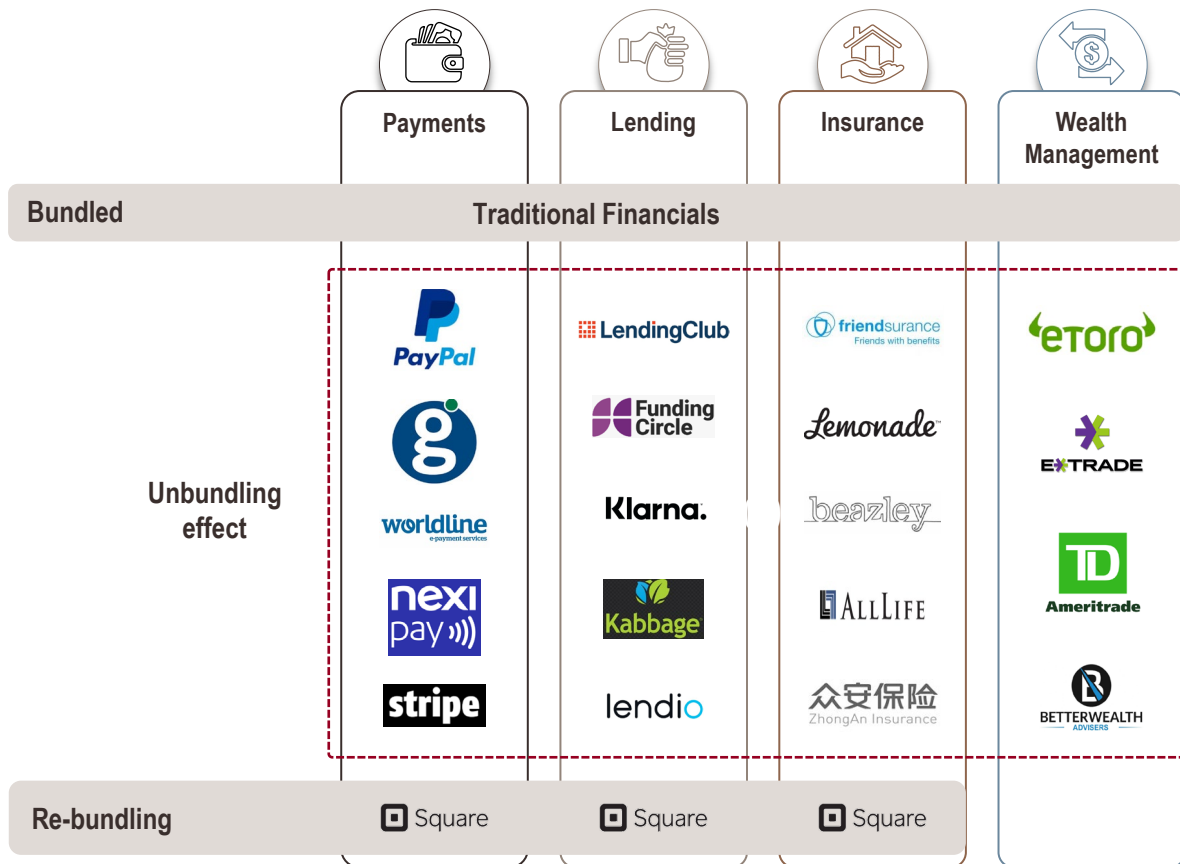 Payments
Lending
Insurance
Wealth
Management
Bundled
Traditional Financials
Unbundling
effect
PayPal
LendingClub
friendsurance
Friends with benefits
eToro
g
Funding
Circle
Lemonade™
E*TRADE
worldline
e-payment services
Klarna.
beazley
TD
Ameritrade
nexi
pay
Kabbage
ALLLIFE
stripe
lendio
众安保险
ZhongAn Insurance
B
BETTERWEALTH
ADVISERS
Re-bundling
Square
Square
Square